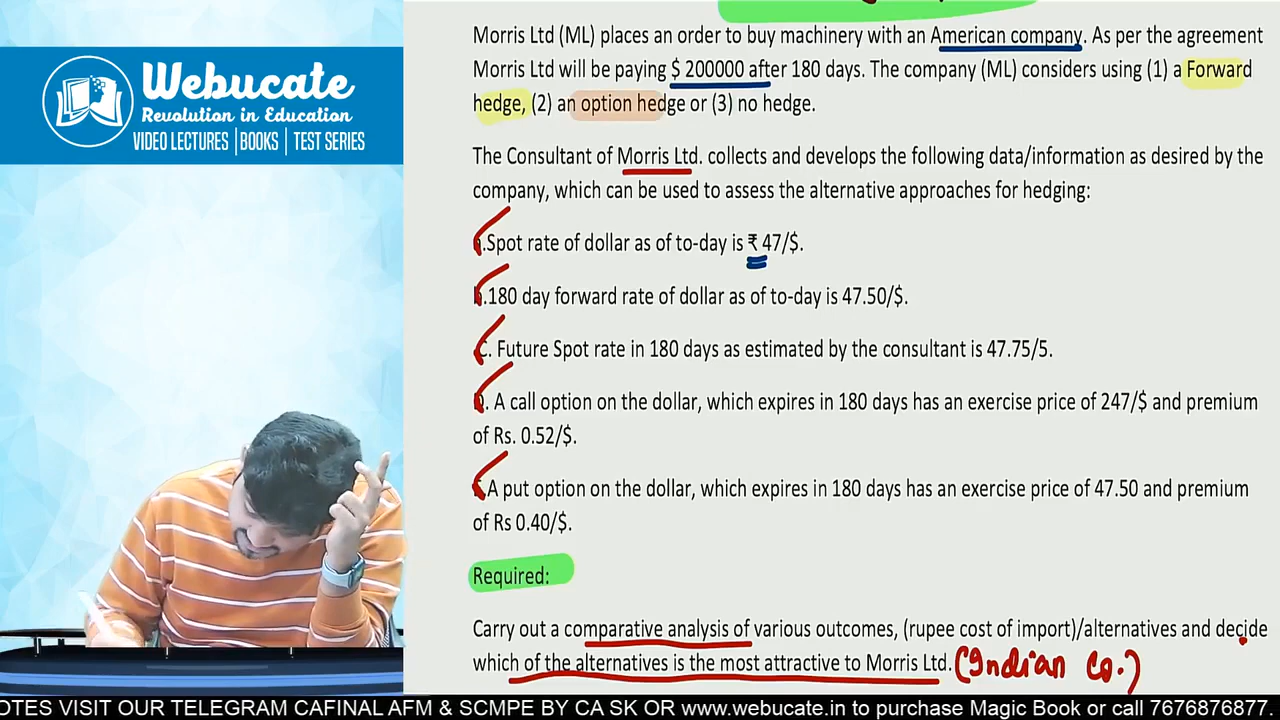 Webucate
Revolution in Education
VIDEO LECTURES | BOOKS | TEST SERIES
Morris Ltd (ML) places an order to buy machinery with an American company. As per the agreement
Morris Ltd will be paying $ 200000 after 180 days. The company (ML) considers using (1) a Forward
hedge, (2) an option hedge or (3) no hedge.
The Consultant of Morris Ltd. collects and develops the following data/information as desired by the
company, which can be used to assess the alternative approaches for hedging:
a.Spot rate of dollar as of to-day is ₹ 47/$.
b.180 day forward rate of dollar as of to-day is 47.50/$.
C. Future Spot rate in 180 days as estimated by the consultant is 47.75/5.
D. A call option on the dollar, which expires in 180 days has an exercise price of 247/$ and premium
of Rs. 0.52/$.
A put option on the dollar, which expires in 180 days has an exercise price of 47.50 and premium
of Rs 0.40/$.
Required:
Carry out a comparative analysis of various outcomes, (rupee cost of import)/alternatives and decide
which of the alternatives is the most attractive to Morris Ltd. (Indian Co.)
OTES VISIT OUR TELEGRAM CAFINAL AFM & SCMPE BY CA SK OR www.webucate.in to purchase Magic Book or call 7676876877.